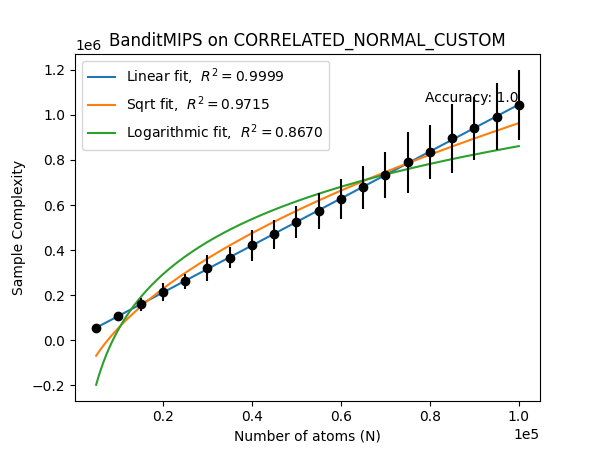 BanditMIPS on CORRELATED_NORMAL_CUSTOM
1e6
Linear fit,  R² = 0.9999
Sqrt fit,  R² = 0.9715
Logarithmic fit,  R² = 0.8670
Accuracy: 1.0
1.2
1.0
0.8
0.6
0.4
0.2
0.0
−0.2
Sample Complexity
0.2 0.4 0.6 0.8 1.0
1e5
Number of atoms (N)